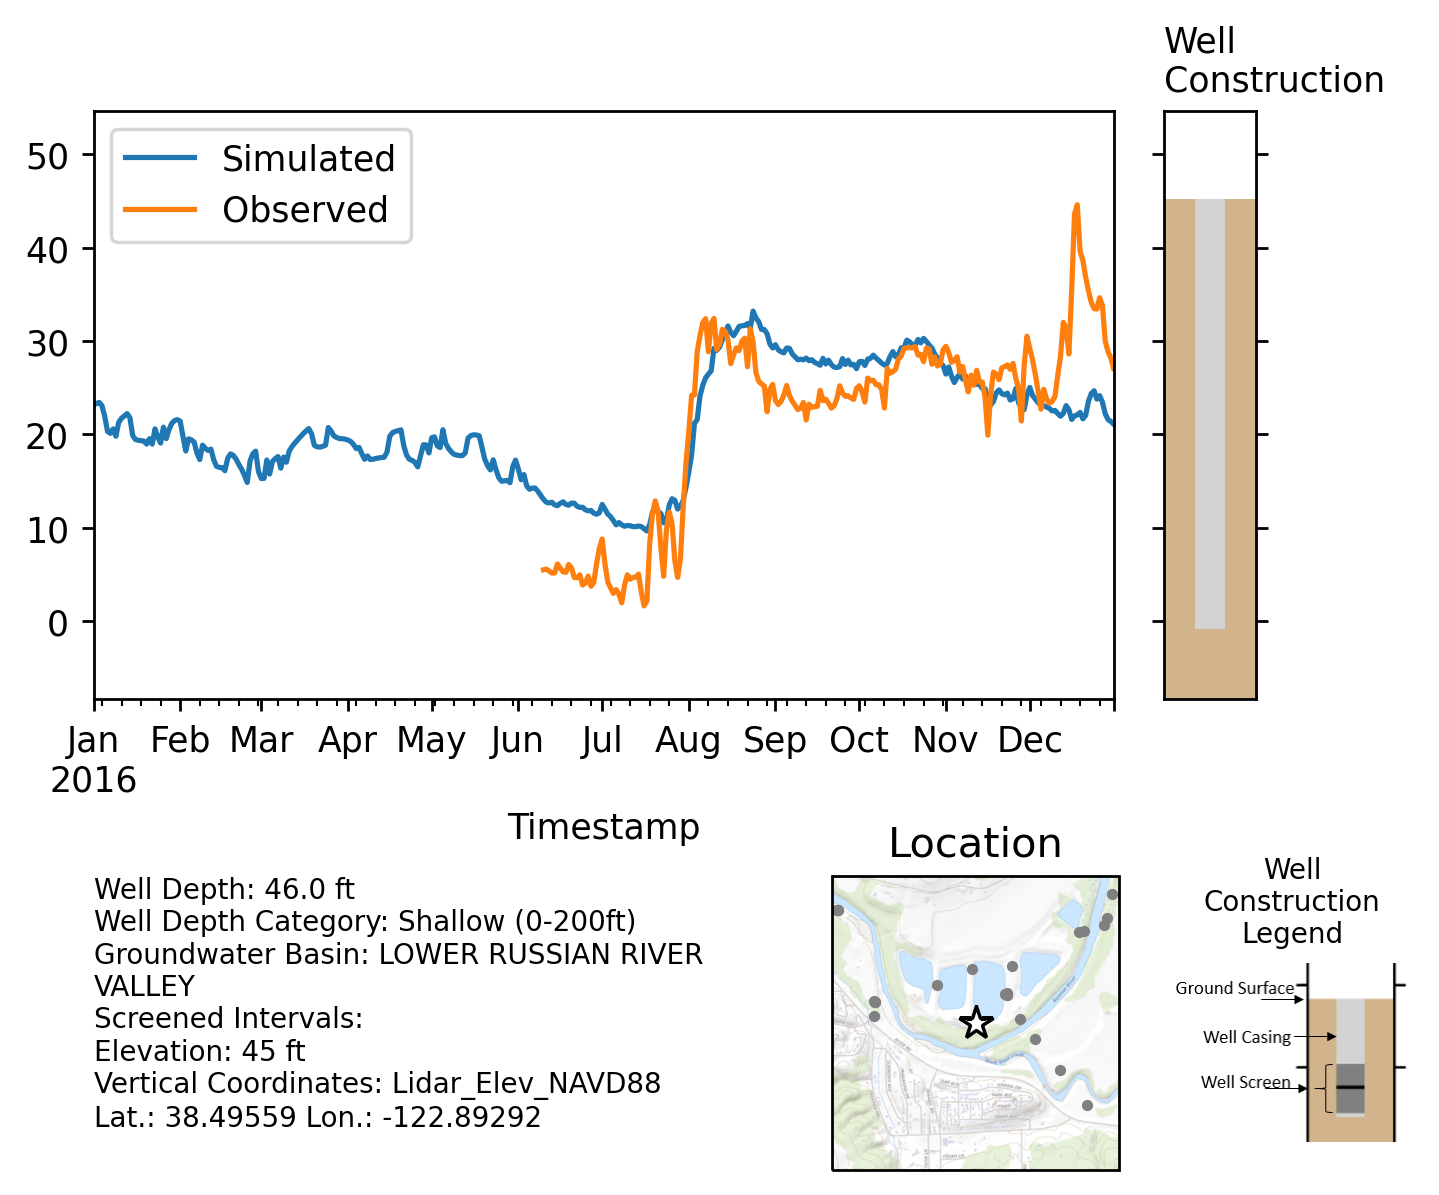 Well
Construction
50
40
30
20
10
0
Simulated
Observed
Jan Feb Mar Apr May Jun Jul Aug Sep Oct Nov Dec
2016
Timestamp
Well Depth: 46.0 ft
Well Depth Category: Shallow (0-200ft)
Groundwater Basin: LOWER RUSSIAN RIVER
VALLEY
Screened Intervals:
Elevation: 45 ft
Vertical Coordinates: Lidar_Elev_NAVD88
Lat.: 38.49559 Lon.: -122.89292
Location
Well
Construction
Legend
Ground Surface
Well Casing
Well Screen